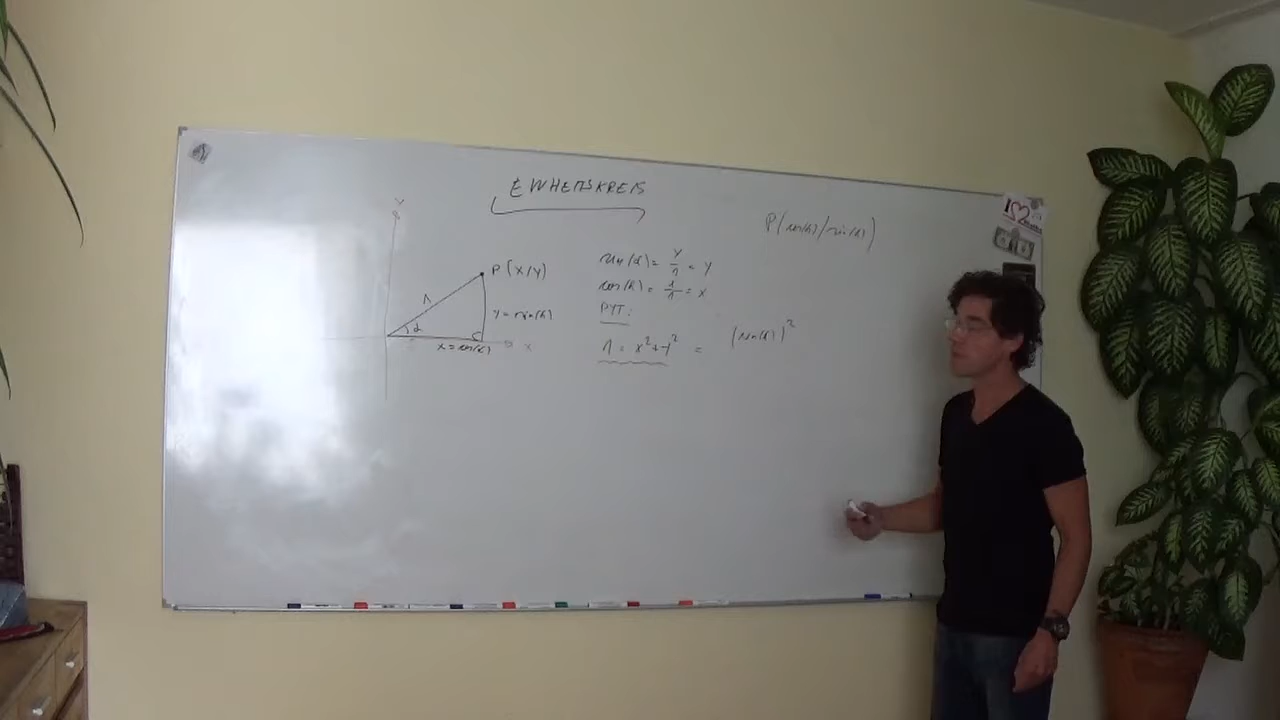 EINHEITSKREIS
P(cos(α)/sin(α))
y
P(x/y)
1
α
y = sin(α)
x = cos(α)
x
sin(α) = y/1 = y
cos(α) = x/1 = x
PYT:
1 = x²+y² =
(sin(α))²
I ♥